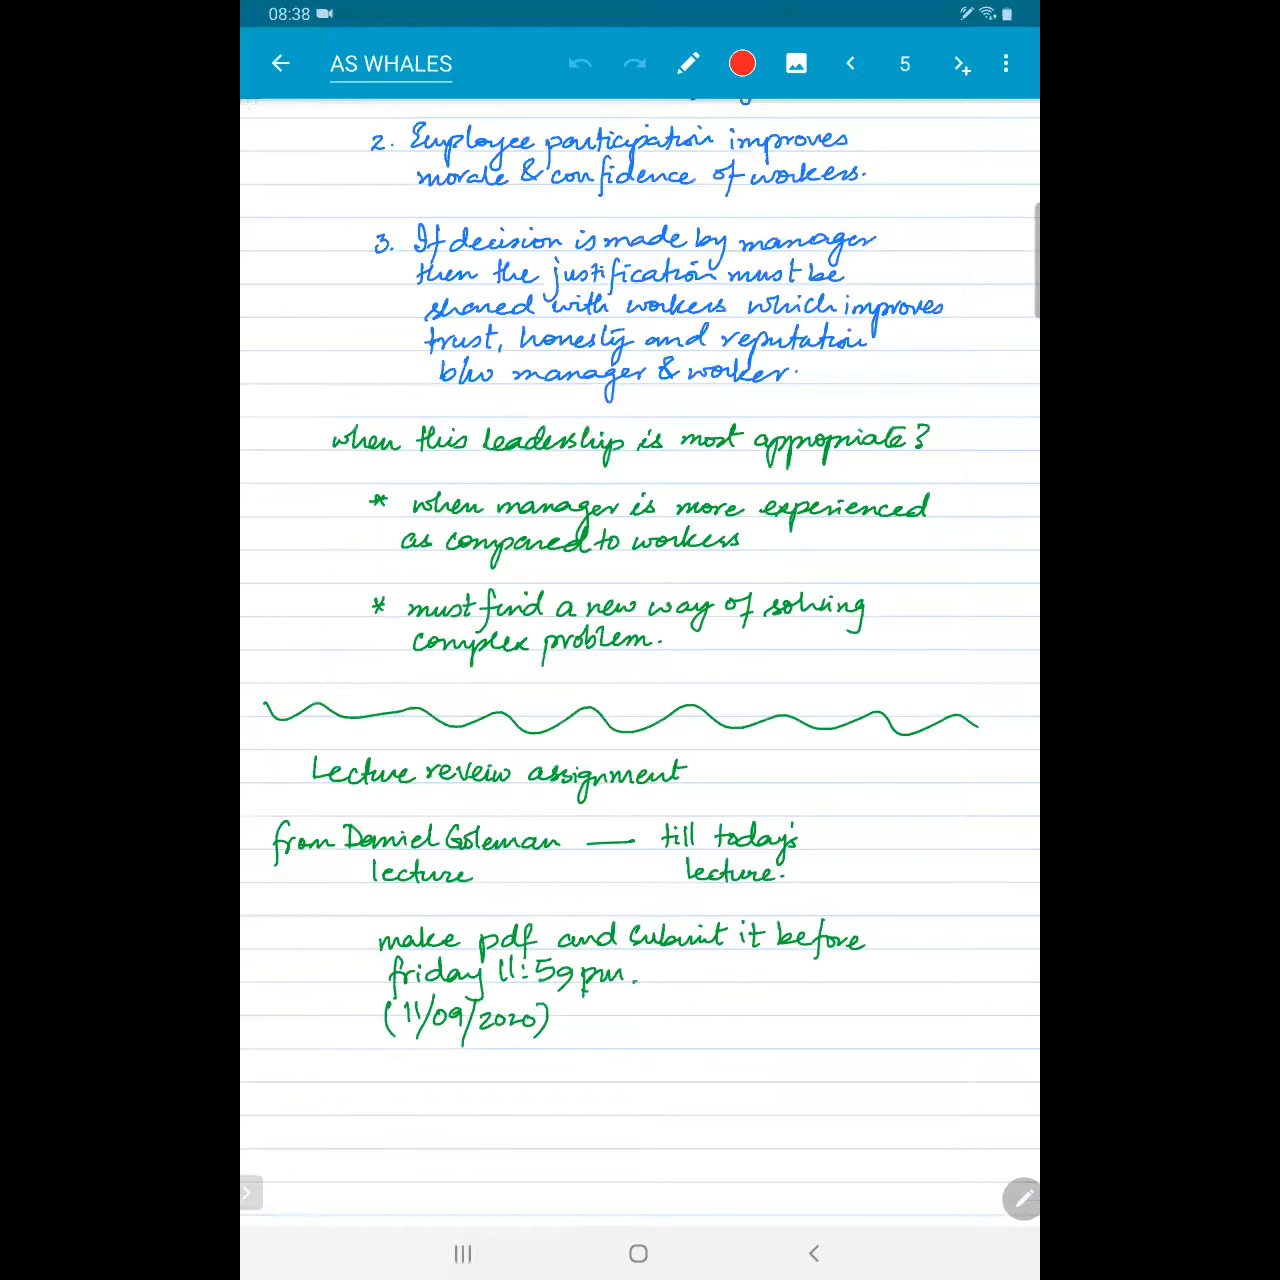 08:38
AS WHALES
5
2. Employee participation improves
morale & confidence of workers.
3. If decision is made by manager
then the justification must be
shared with workers which improves
trust, honesty and reputation
b/w manager & worker.
when this leadership is most appropriate?
* when manager is more experienced
as compared to workers
* must find a new way of solving
complex problem.
Lecture reveiw assignment
from Daniel Goleman — till today's
lecture lecture.
make pdf and submit it before
friday 11:59 pm.
(11/09/2020)